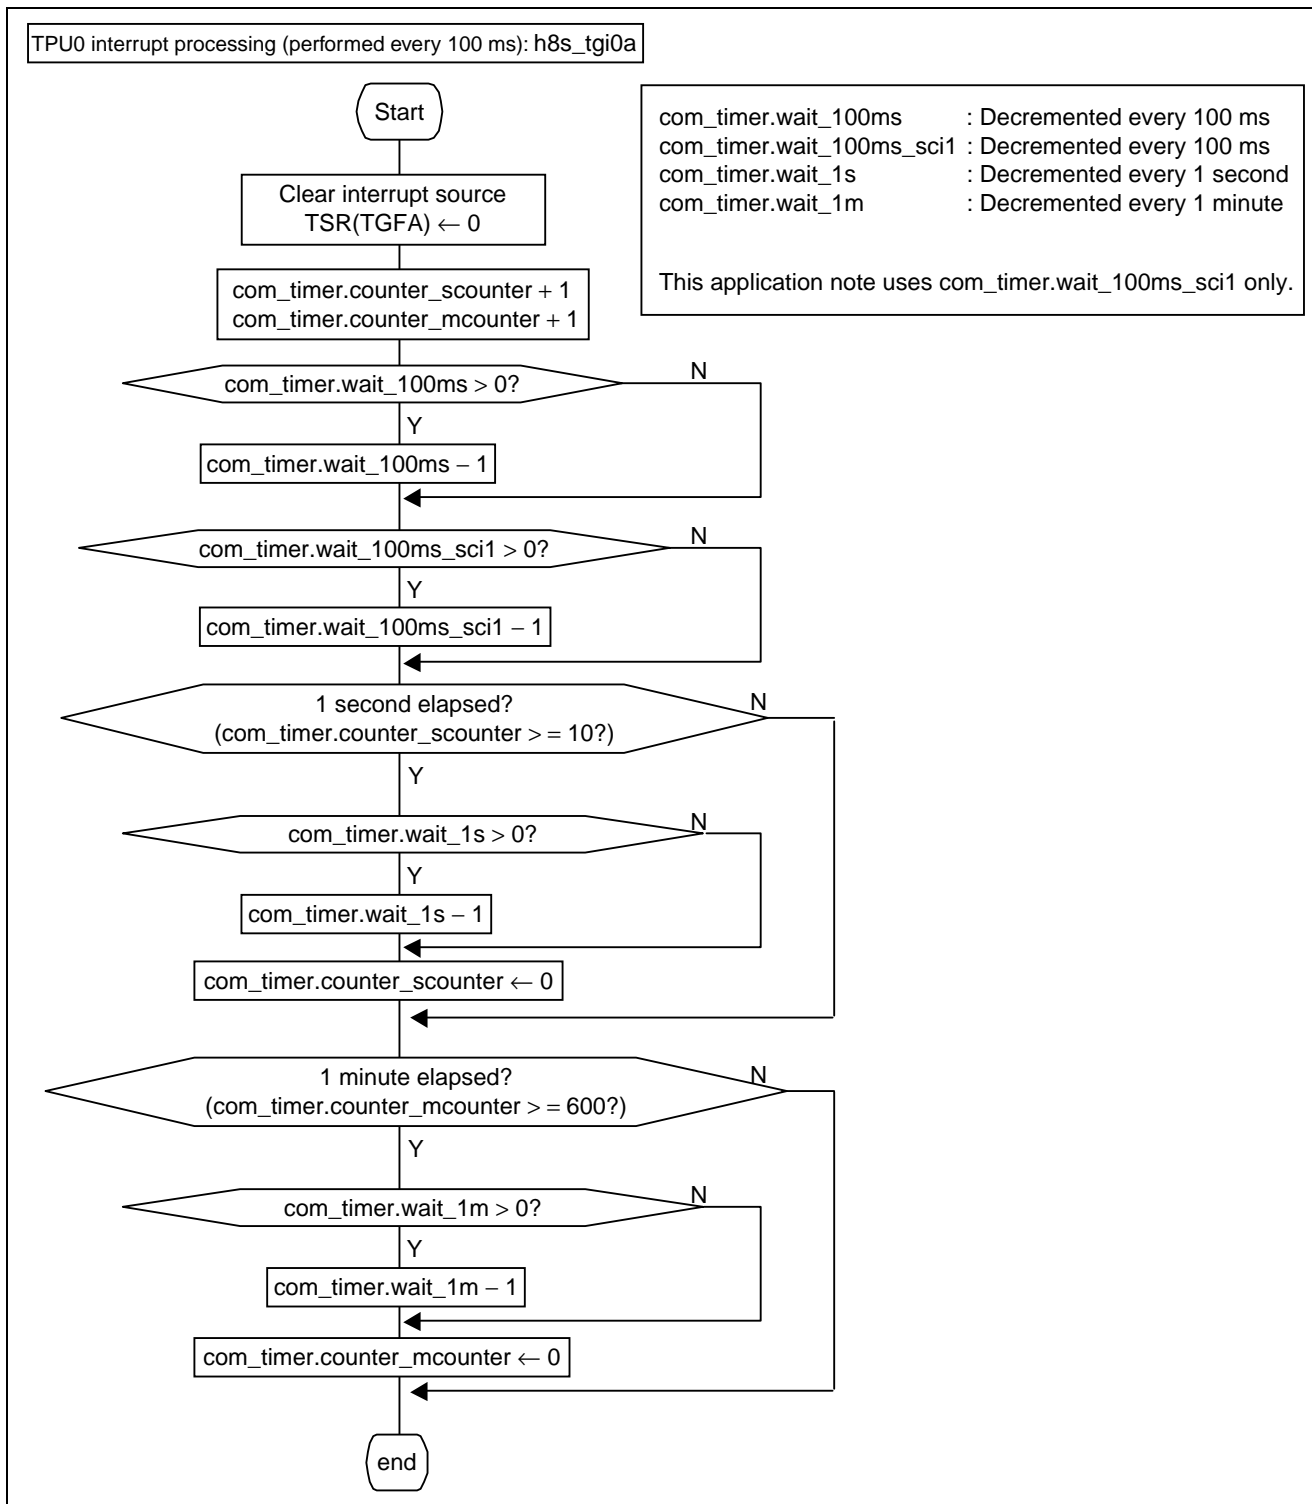 TPU0 interrupt processing (performed every 100 ms): h8s_tgi0a
Start
com_timer.wait_100ms : Decremented every 100 ms
com_timer.wait_100ms_sci1 : Decremented every 100 ms
com_timer.wait_1s : Decremented every 1 second
com_timer.wait_1m : Decremented every 1 minute
This application note uses com_timer.wait_100ms_sci1 only.
Clear interrupt source
TSR(TGFA) ← 0
com_timer.counter_scounter + 1
com_timer.counter_mcounter + 1
com_timer.wait_100ms > 0?
N
Y
com_timer.wait_100ms − 1
com_timer.wait_100ms_sci1 > 0?
N
Y
com_timer.wait_100ms_sci1 − 1
1 second elapsed?
(com_timer.counter_scounter > = 10?)
N
Y
com_timer.wait_1s > 0?
N
Y
com_timer.wait_1s − 1
com_timer.counter_scounter ← 0
1 minute elapsed?
(com_timer.counter_mcounter > = 600?)
N
Y
com_timer.wait_1m > 0?
N
Y
com_timer.wait_1m − 1
com_timer.counter_mcounter ← 0
end